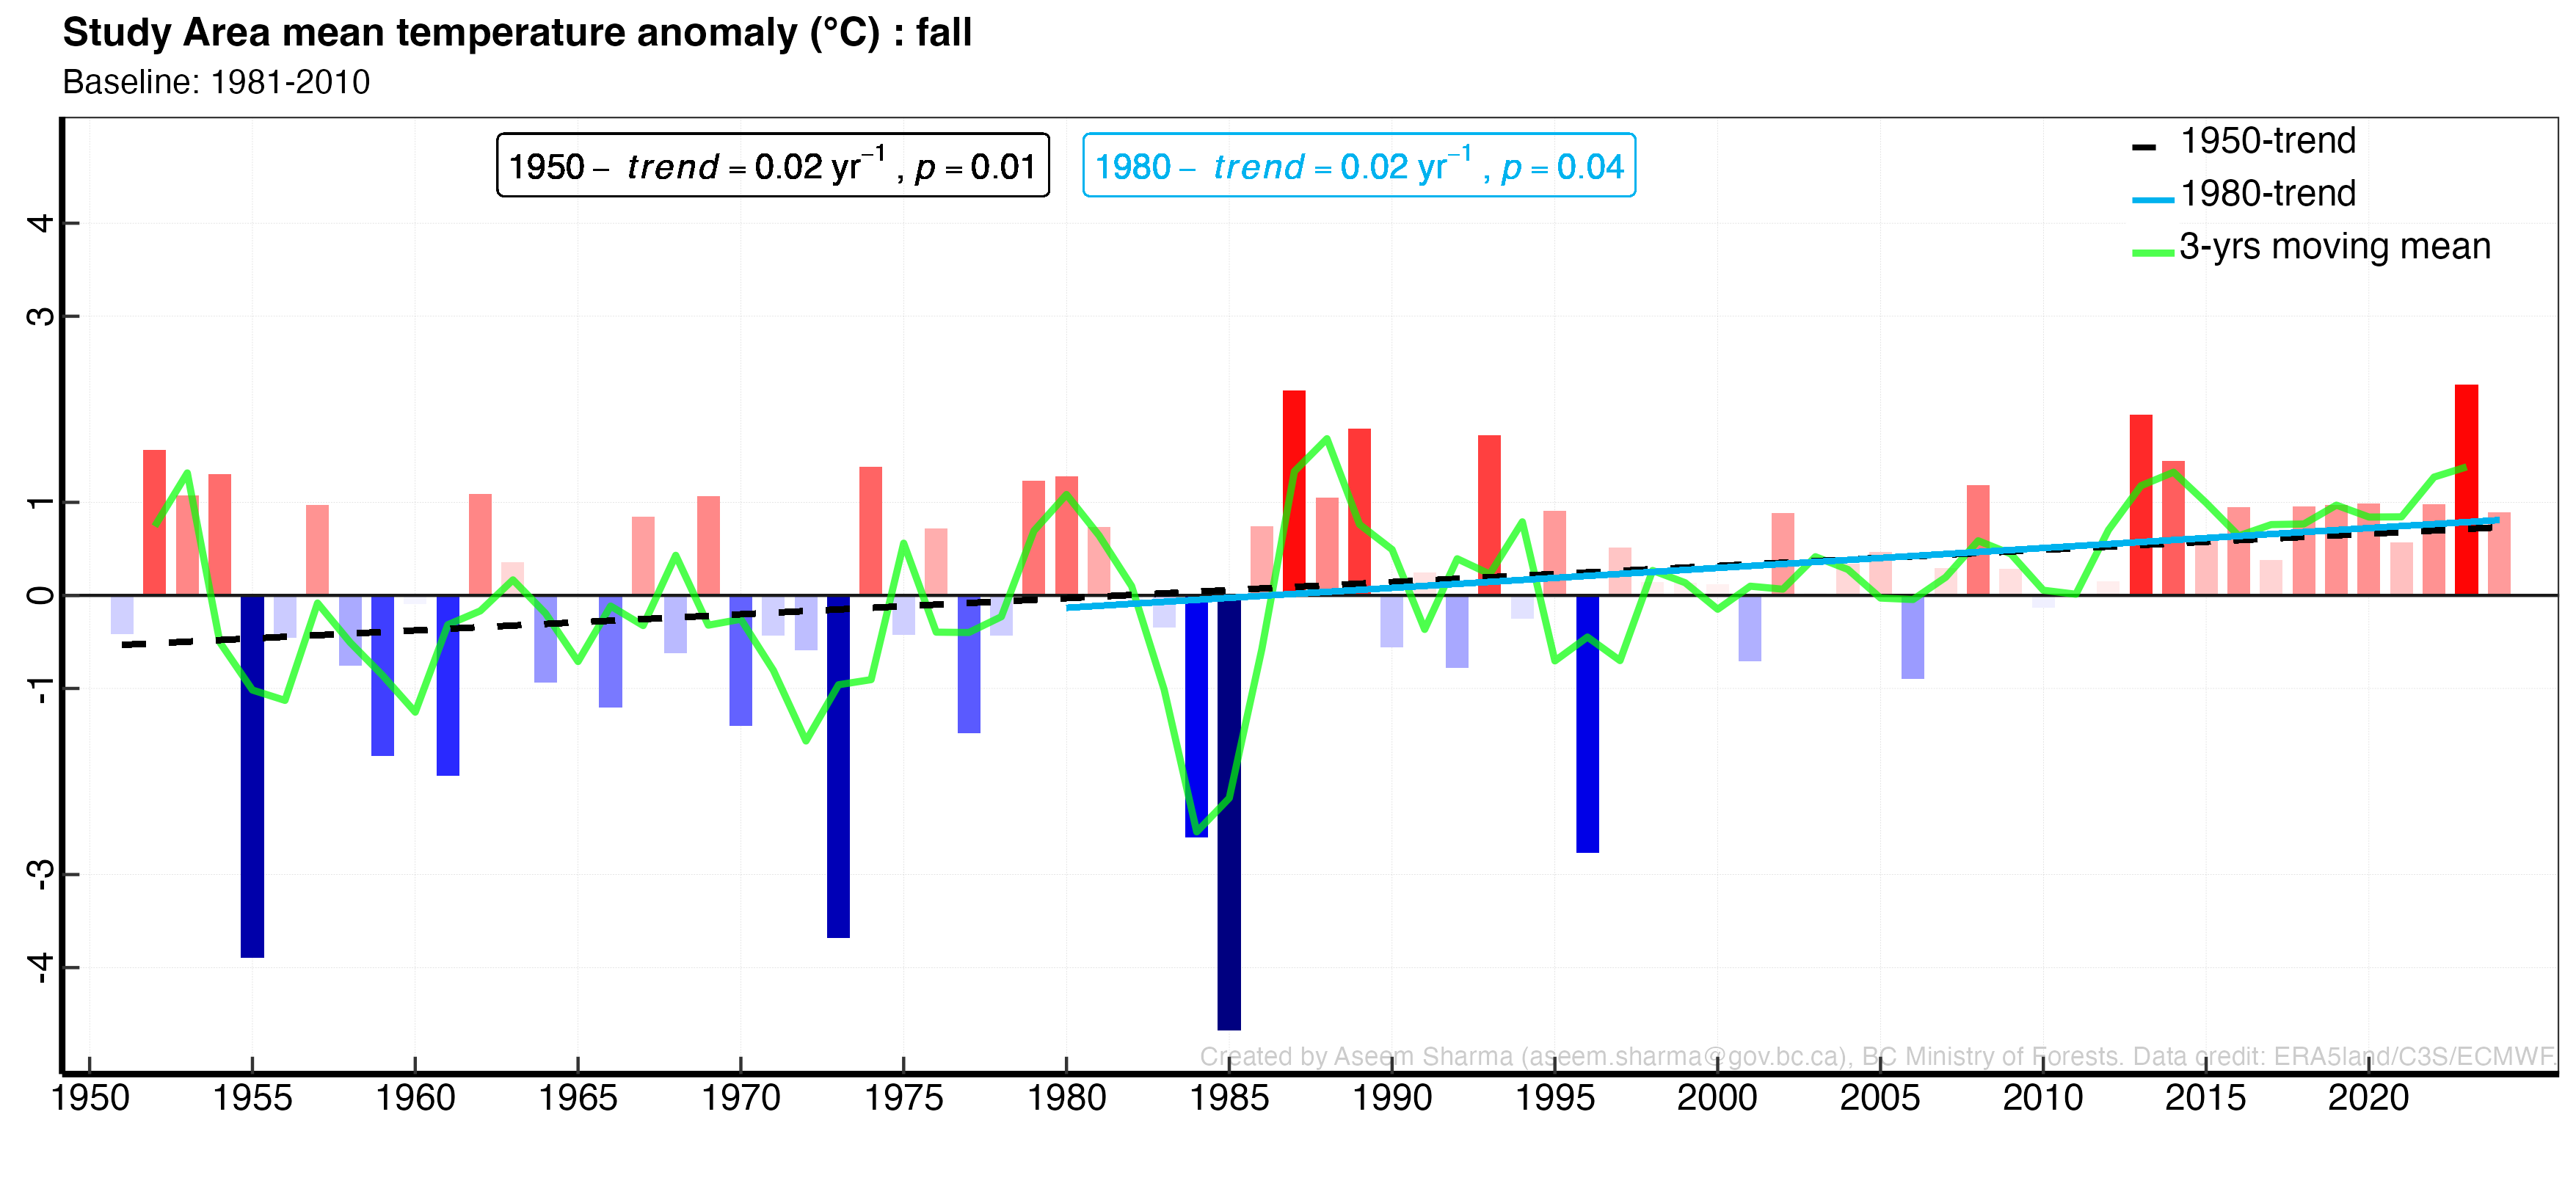 Study Area mean temperature anomaly (°C) : fall
Baseline: 1981-2010
1950 – trend = 0.02 yr⁻¹ , p = 0.01
1980 – trend = 0.02 yr⁻¹ , p = 0.04
1950-trend
1980-trend
3-yrs moving mean
4
3
1
0
-1
-3
-4
Created by Aseem Sharma (aseem.sharma@gov.bc.ca), BC Ministry of Forests. Data credit: ERA5land/C3S/ECMWF.
1950 1955 1960 1965 1970 1975 1980 1985 1990 1995 2000 2005 2010 2015 2020